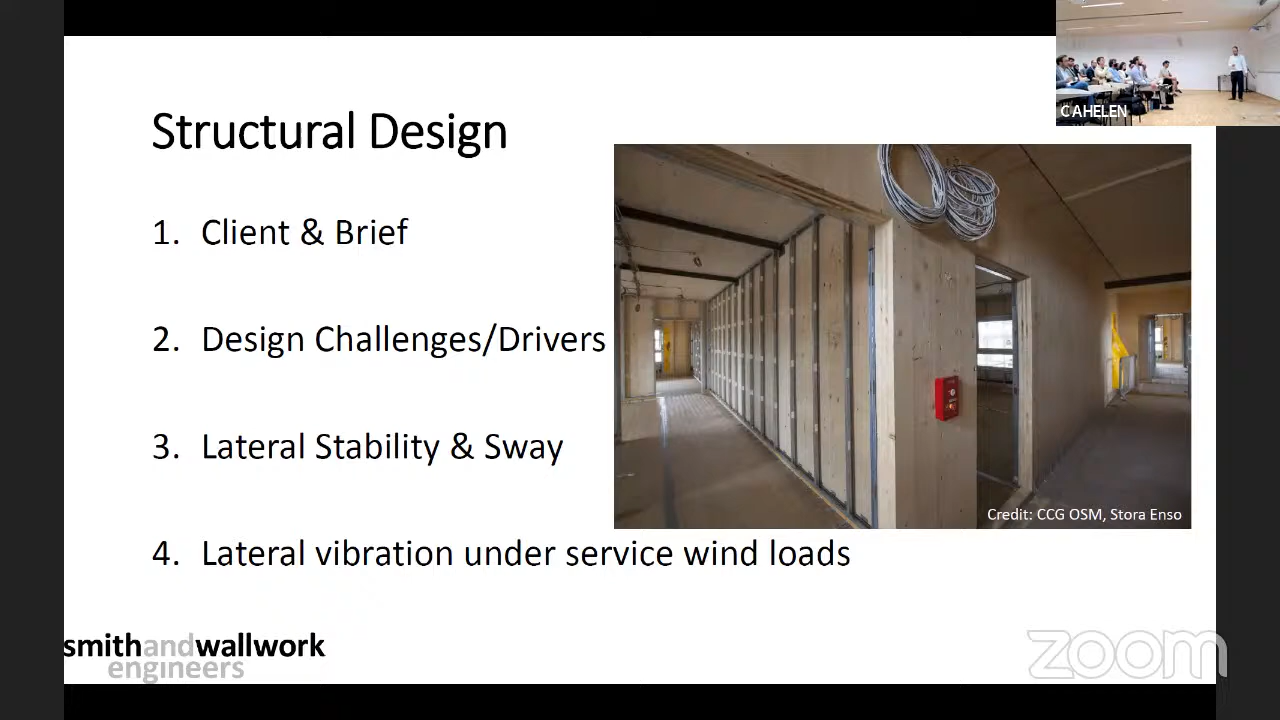 Structural Design
1. Client & Brief
2. Design Challenges/Drivers
3. Lateral Stability & Sway
4. Lateral vibration under service wind loads
Credit: CCG OSM, Stora Enso
smithandwallwork
engineers
CAHELEN
zoom